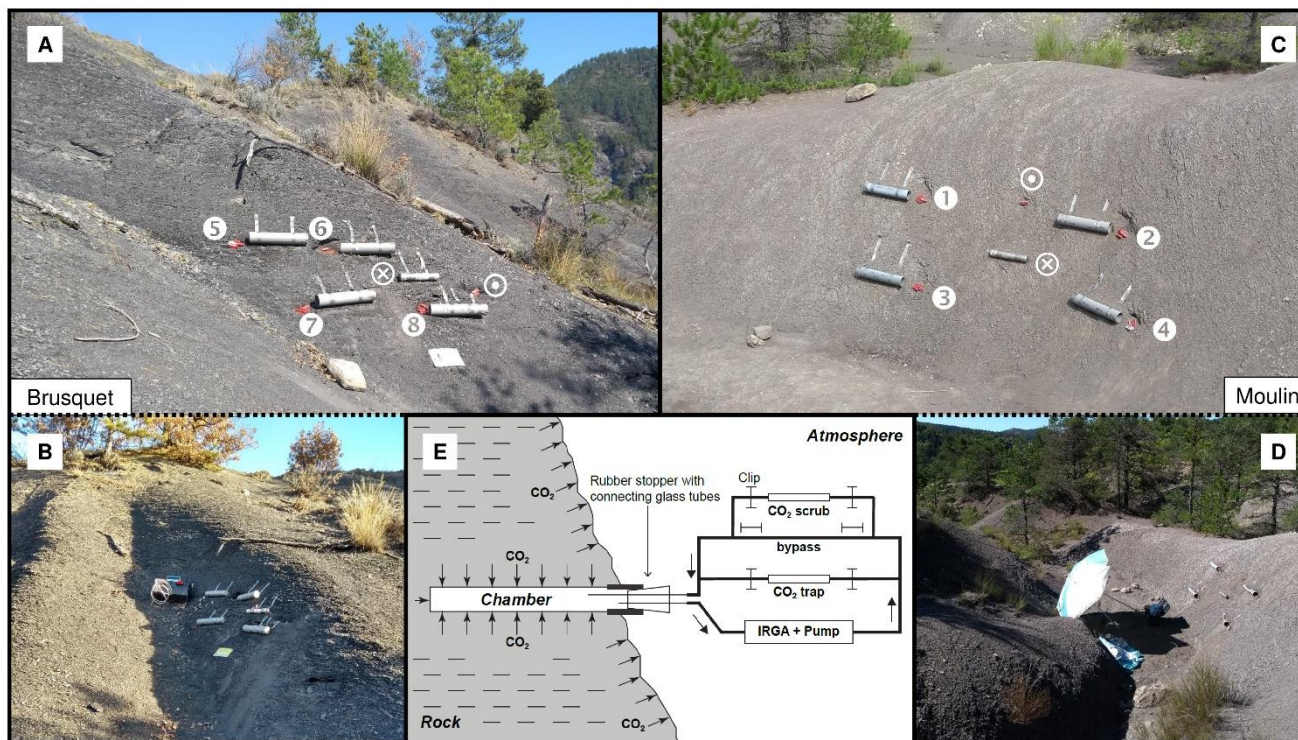 A
5
6
7
8
Brusquet
C
1
2
3
4
Moulin
B
E
Atmosphere
Rubber stopper with
connecting glass tubes
Clip
CO₂ scrub
bypass
CO₂ trap
IRGA + Pump
CO₂
CO₂
Chamber
CO₂
CO₂
Rock
D